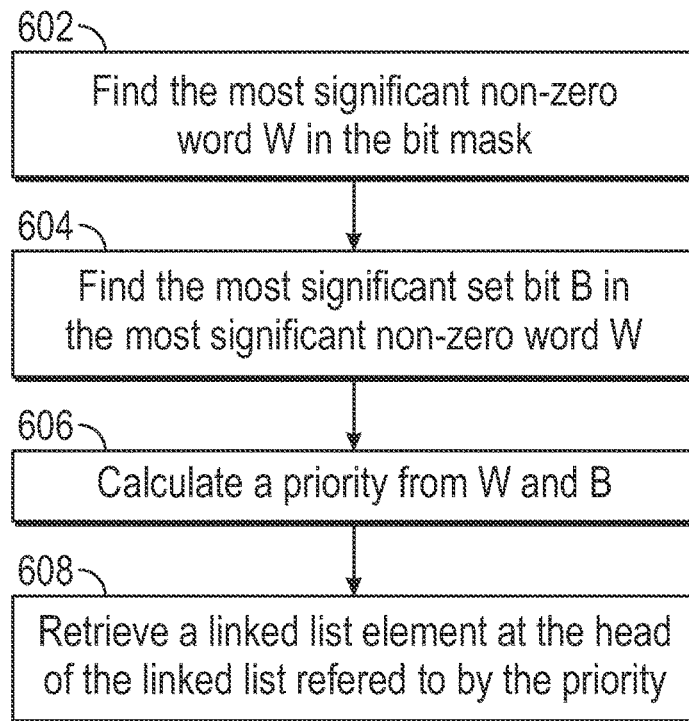 602
Find the most significant non-zero
word W in the bit mask
604
Find the most significant set bit B in
the most significant non-zero word W
606
Calculate a priority from W and B
608
Retrieve a linked list element at the head
of the linked list refered to by the priority